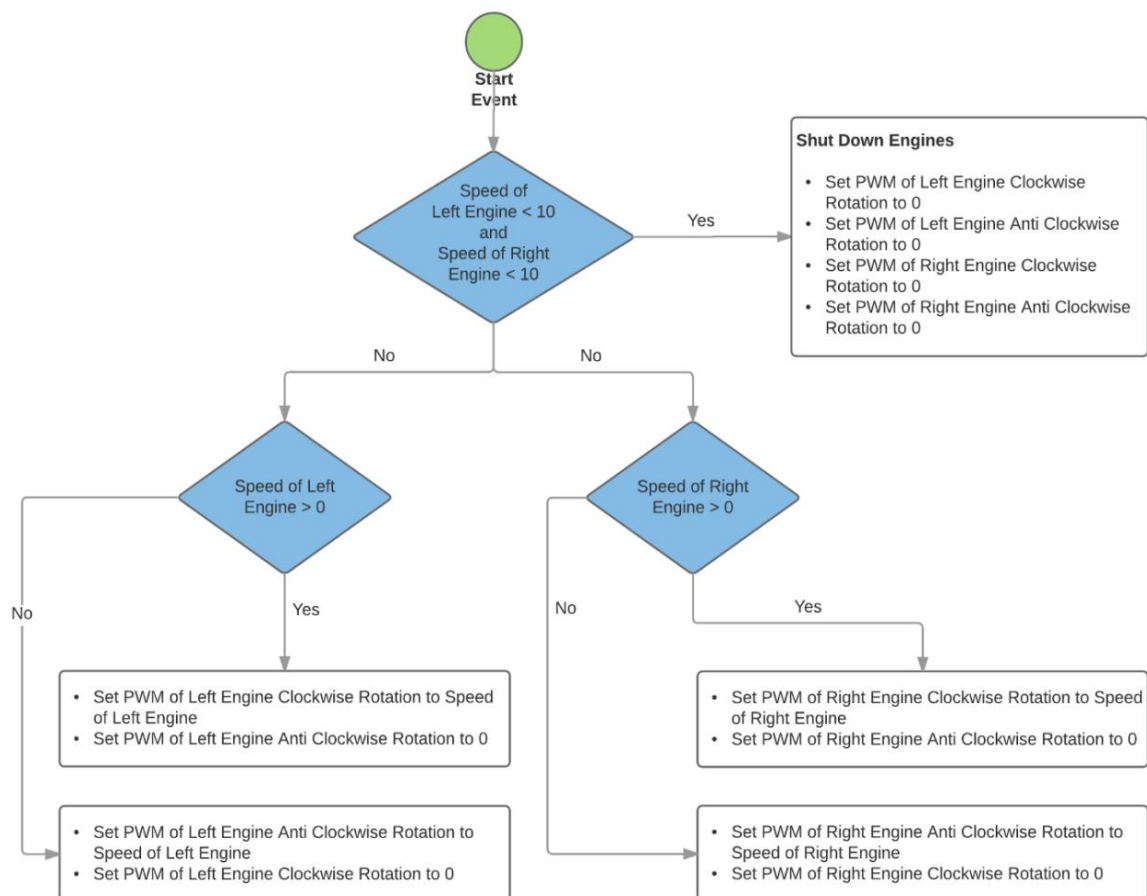 Start
Event
Speed of
Left Engine < 10
and
Speed of Right
Engine < 10
Yes
Shut Down Engines
• Set PWM of Left Engine Clockwise
Rotation to 0
• Set PWM of Left Engine Anti Clockwise
Rotation to 0
• Set PWM of Right Engine Clockwise
Rotation to 0
• Set PWM of Right Engine Anti Clockwise
Rotation to 0
No
No
Speed of Left
Engine > 0
Speed of Right
Engine > 0
No
Yes
No
Yes
• Set PWM of Left Engine Clockwise Rotation to Speed
of Left Engine
• Set PWM of Left Engine Anti Clockwise Rotation to 0
• Set PWM of Right Engine Clockwise Rotation to Speed
of Right Engine
• Set PWM of Right Engine Anti Clockwise Rotation to 0
• Set PWM of Left Engine Anti Clockwise Rotation to
Speed of Left Engine
• Set PWM of Left Engine Clockwise Rotation to 0
• Set PWM of Right Engine Anti Clockwise Rotation to
Speed of Right Engine
• Set PWM of Right Engine Clockwise Rotation to 0